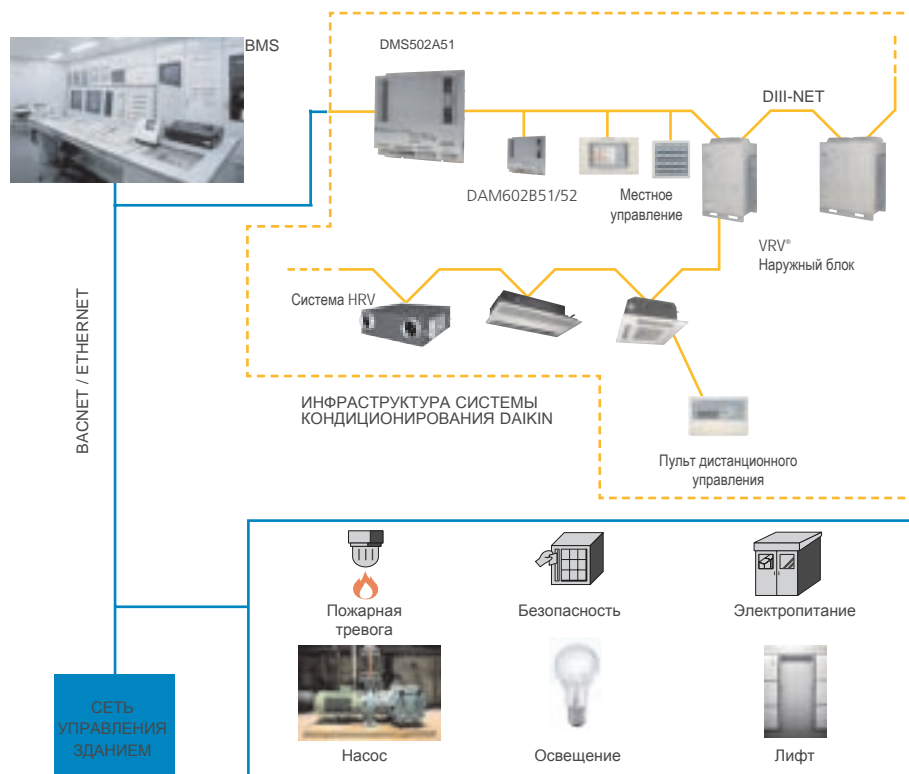 BMS
DMS502A51
DIII-NET
DAM602B51/52
Местное
управление
VRV®
Наружный блок
Система HRV
BACNET / ETHERNET
ИНФРАСТРУКТУРА СИСТЕМЫ
КОНДИЦИОНИРОВАНИЯ DAIKIN
Пульт дистанционного
управления
Пожарная
тревога
Безопасность
Электропитание
СЕТЬ
УПРАВЛЕНИЯ
ЗДАНИЕМ
Насос
Освещение
Лифт